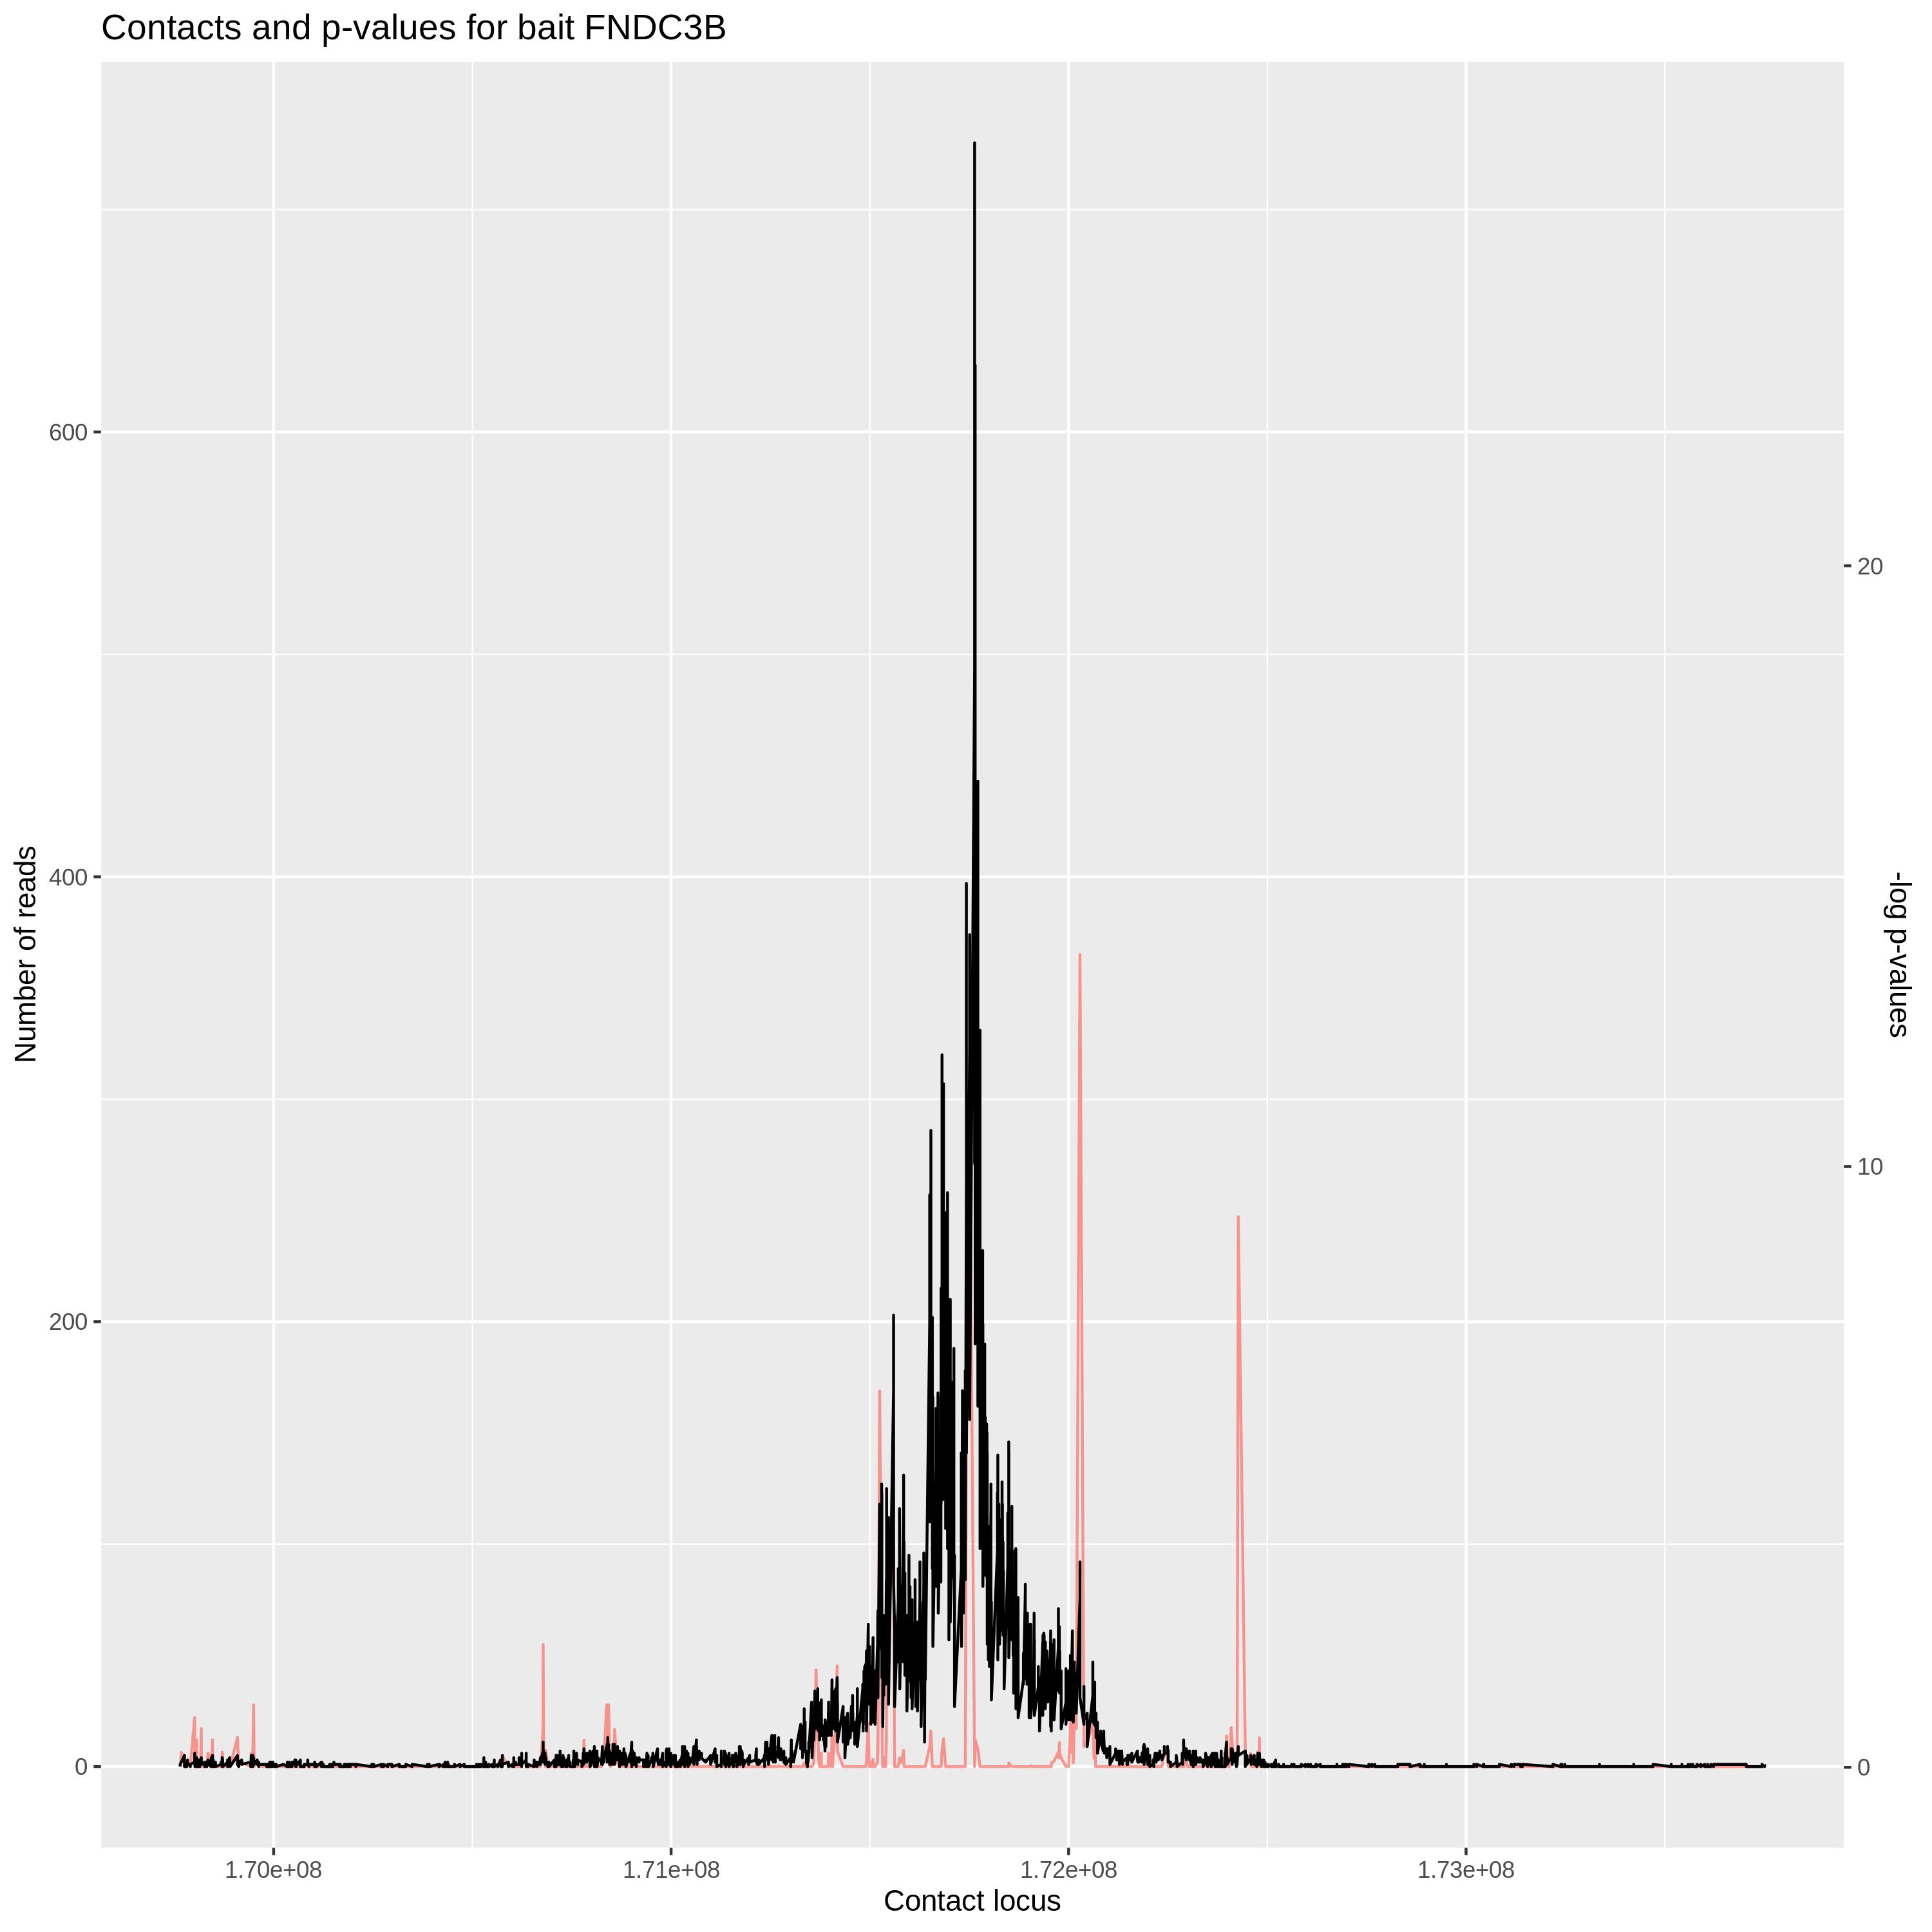 Contacts and p-values for bait FNDC3B
600
400
200
0
Number of reads
20
10
0
-log p-values
1.70e+08
1.71e+08
1.72e+08
1.73e+08
Contact locus